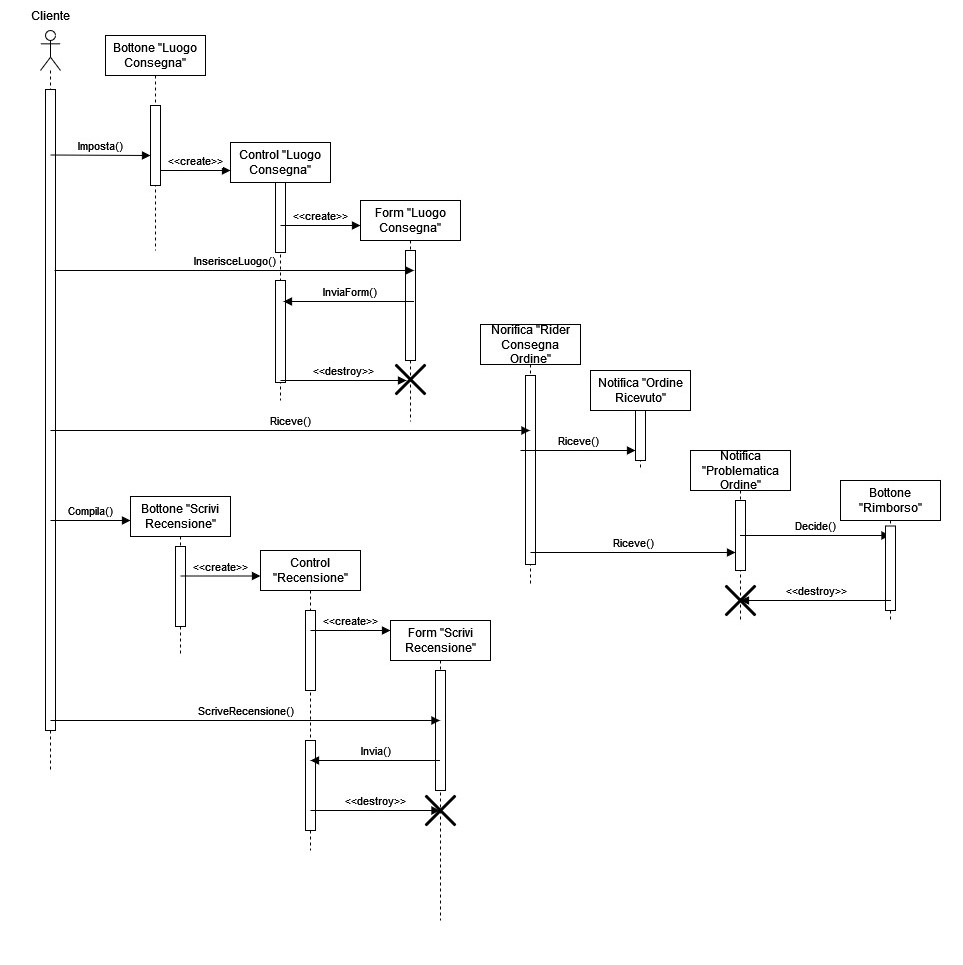 Cliente
Bottone "Luogo
Consegna"
Imposta()
<<create>>
Control "Luogo
Consegna"
<<create>>
Form "Luogo
Consegna"
InserisceLuogo()
InviaForm()
Norifica "Rider
Consegna
Ordine"
<<destroy>>
Notifica "Ordine
Ricevuto"
Riceve()
Riceve()
Notifica
"Problematica
Ordine"
Bottone
"Rimborso"
Compila()
Bottone "Scrivi
Recensione"
Decide()
Riceve()
<<create>>
Control
"Recensione"
<<destroy>>
<<create>>
Form "Scrivi
Recensione"
ScriveRecensione()
Invia()
<<destroy>>